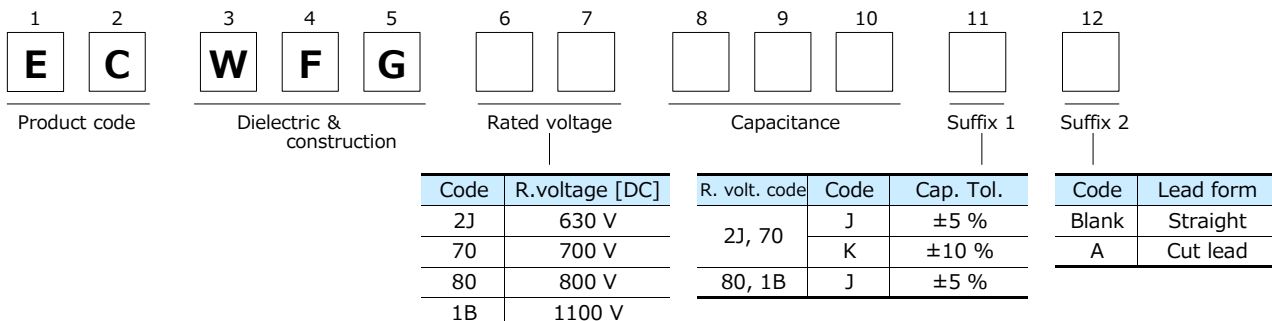 1 2 3 4 5 6 7 8 9 10 11 12
E C W F G
Product code Dielectric & construction Rated voltage Capacitance Suffix 1 Suffix 2
Code R.voltage [DC]
2J 630 V
70 700 V
80 800 V
1B 1100 V
R. volt. code Code Cap. Tol.
2J, 70 J ±5 %
K ±10 %
80, 1B J ±5 %
Code Lead form
Blank Straight
A Cut lead